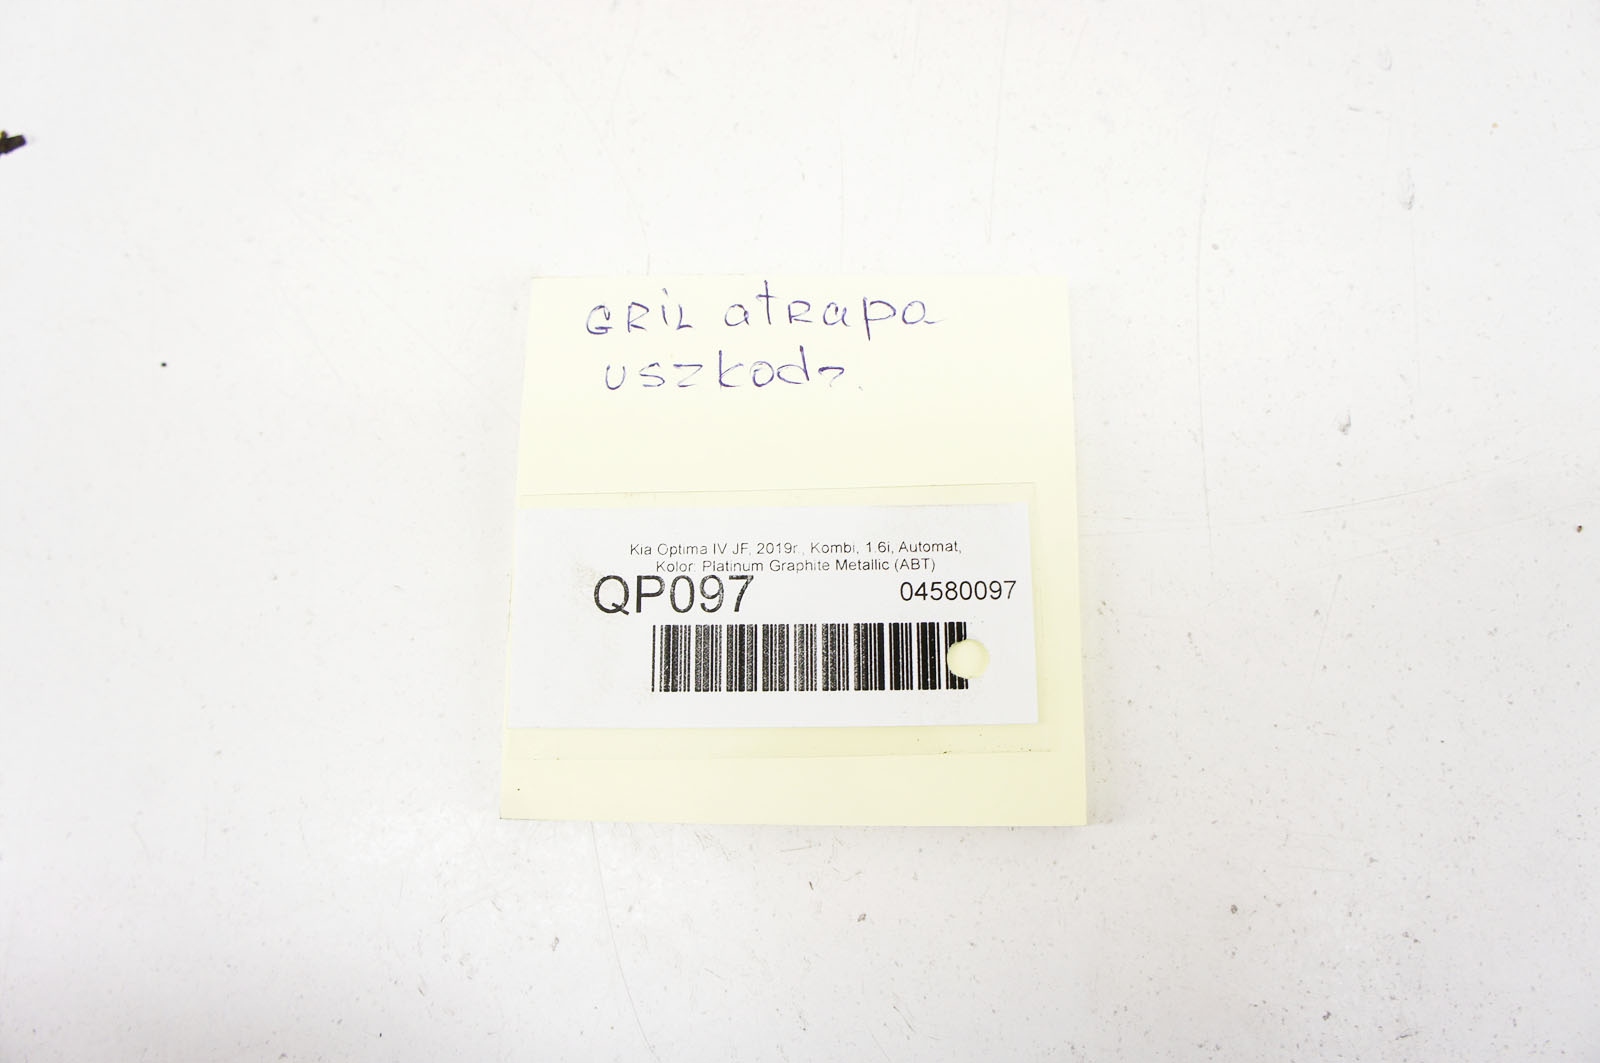 GRiL atRapa
uszkodz.
Kia Optima IV JF, 2019r., Kombi, 1.6i, Automat,
Kolor: Platinum Graphite Metallic (ABT)
QP097 04580097